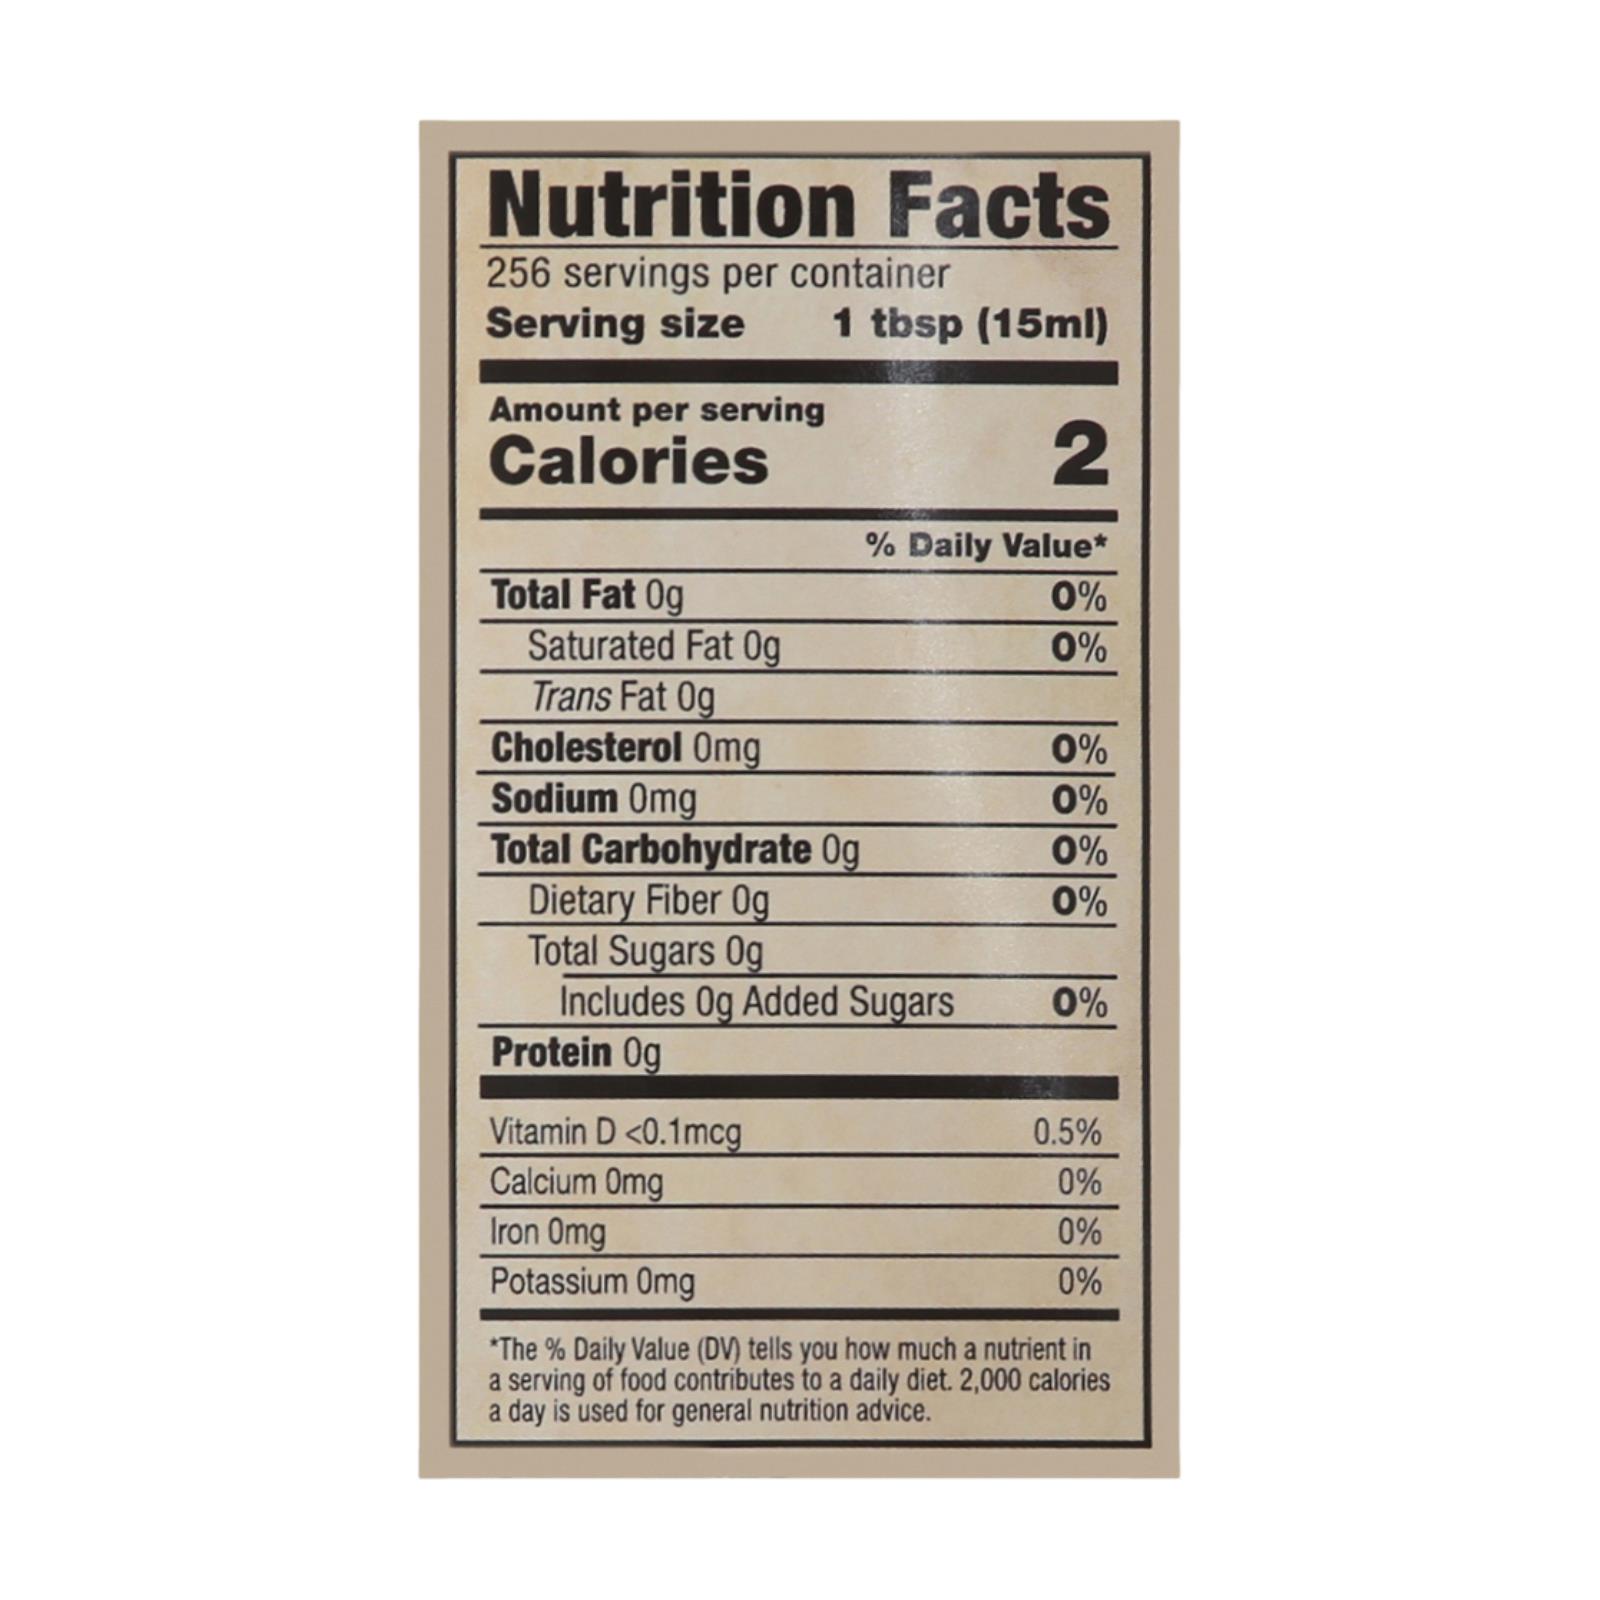 Nutrition Facts
256 servings per container
Serving size 1 tbsp (15ml)
Amount per serving
Calories 2
% Daily Value*
Total Fat 0g 0%
Saturated Fat 0g 0%
Trans Fat 0g
Cholesterol 0mg 0%
Sodium 0mg 0%
Total Carbohydrate 0g 0%
Dietary Fiber 0g 0%
Total Sugars 0g
Includes 0g Added Sugars 0%
Protein 0g
Vitamin D <0.1mcg 0.5%
Calcium 0mg 0%
Iron 0mg 0%
Potassium 0mg 0%
*The % Daily Value (DV) tells you how much a nutrient in
a serving of food contributes to a daily diet. 2,000 calories
a day is used for general nutrition advice.